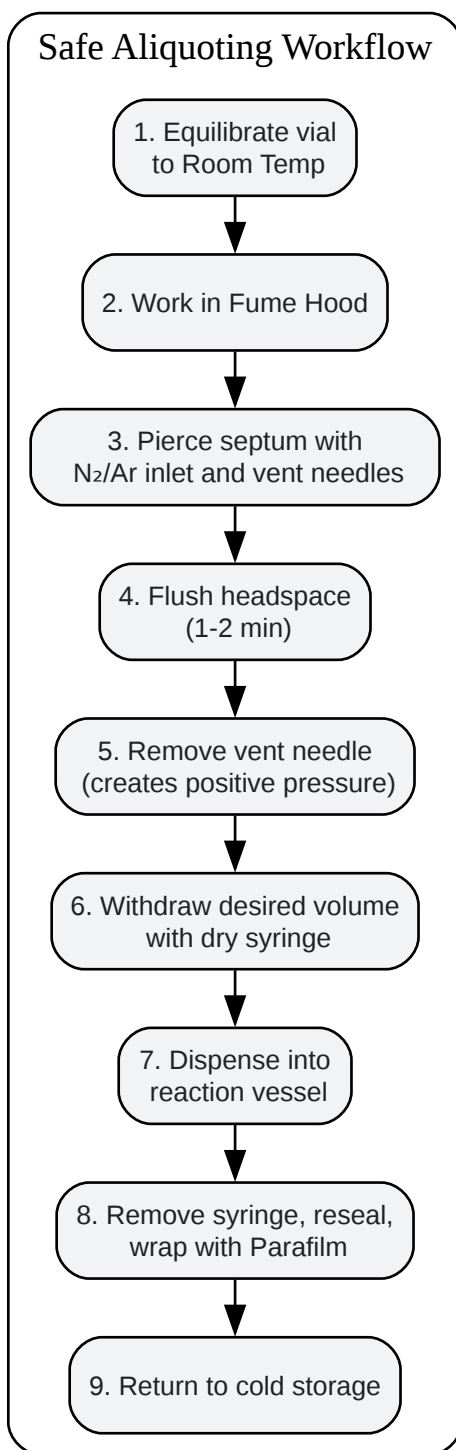 Safe Aliquoting Workflow
1. Equilibrate vial
to Room Temp
2. Work in Fume Hood
3. Pierce septum with
N₂/Ar inlet and vent needles
4. Flush headspace
(1-2 min)
5. Remove vent needle
(creates positive pressure)
6. Withdraw desired volume
with dry syringe
7. Dispense into
reaction vessel
8. Remove syringe, reseal,
wrap with Parafilm
9. Return to cold storage